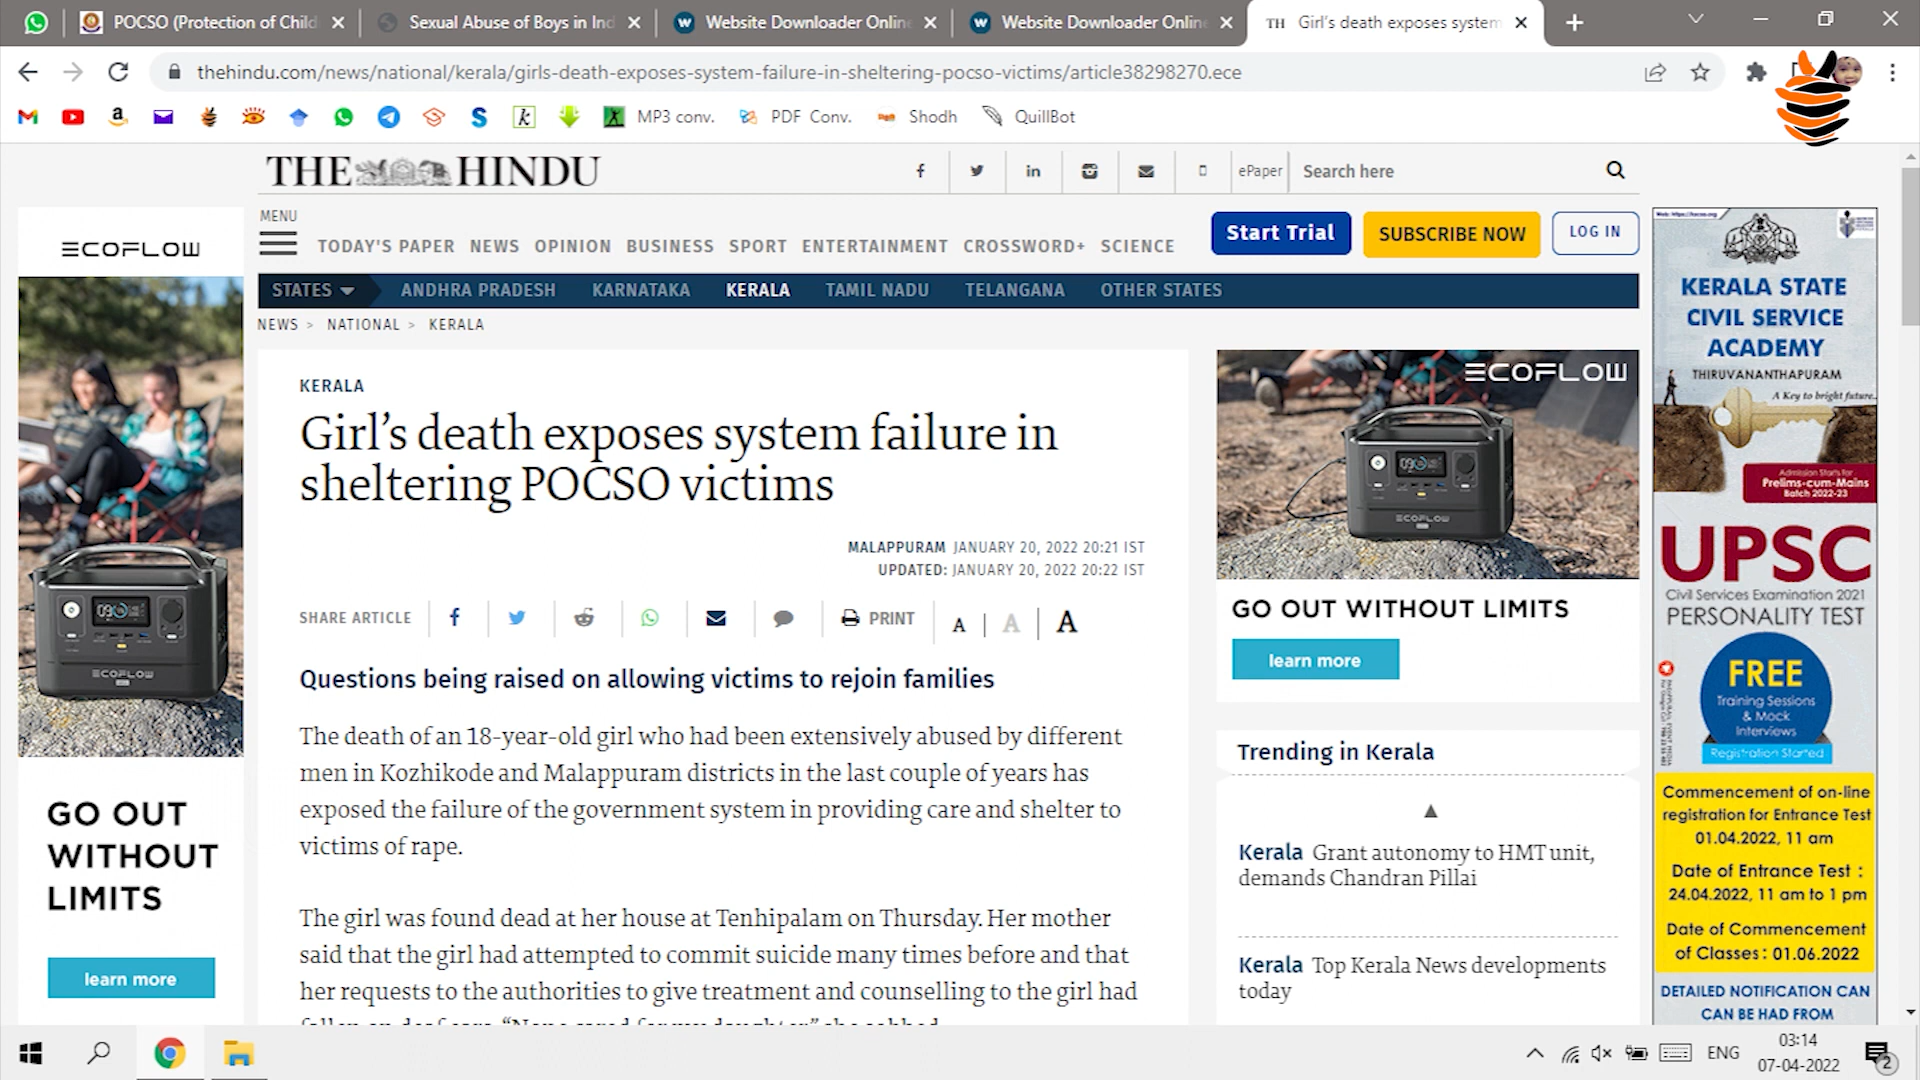 POCSO (Protection of Child
Sexual Abuse of Boys in Ind
Website Downloader Online
Website Downloader Online
TH Girl's death exposes system
thehindu.com/news/national/kerala/girls-death-exposes-system-failure-in-sheltering-pocso-victims/article38298270.ece
MP3 conv.
PDF Conv.
Shodh
QuillBot
THE HINDU
ePaper
Search here
MENU
TODAY'S PAPER NEWS OPINION BUSINESS SPORT ENTERTAINMENT CROSSWORD+ SCIENCE
Start Trial
SUBSCRIBE NOW
LOG IN
STATES ANDHRA PRADESH KARNATAKA KERALA TAMIL NADU TELANGANA OTHER STATES
NEWS > NATIONAL > KERALA
ECOFLOW
GO OUT
WITHOUT
LIMITS
learn more
KERALA
Girl's death exposes system failure in
sheltering POCSO victims
MALAPPURAM JANUARY 20, 2022 20:21 IST
UPDATED: JANUARY 20, 2022 20:22 IST
SHARE ARTICLE
PRINT
A | A | A
Questions being raised on allowing victims to rejoin families
The death of an 18-year-old girl who had been extensively abused by different
men in Kozhikode and Malappuram districts in the last couple of years has
exposed the failure of the government system in providing care and shelter to
victims of rape.
The girl was found dead at her house at Tenhipalam on Thursday. Her mother
said that the girl had attempted to commit suicide many times before and that
her requests to the authorities to give treatment and counselling to the girl had
ECOFLOW
ECOFLOW
GO OUT WITHOUT LIMITS
learn more
Trending in Kerala
Kerala Grant autonomy to HMT unit,
demands Chandran Pillai
Kerala Top Kerala News developments
today
KERALA STATE
CIVIL SERVICE
ACADEMY
THIRUVANANTHAPURAM
A Key to bright future..
Admission Starts for
Prelims-cum-Mains
Batch 2022-23
UPSC
Civil Services Examination 2021
PERSONALITY TEST
FREE
Training Sessions
& Mock
Interviews
Registration Started
Commencement of on-line
registration for Entrance Test
01.04.2022, 11 am
Date of Entrance Test :
24.04.2022, 11 am to 1 pm
Date of Commencement
of Classes : 01.06.2022
DETAILED NOTIFICATION CAN
CAN BE HAD FROM
ENG
03:14
07-04-2022
2